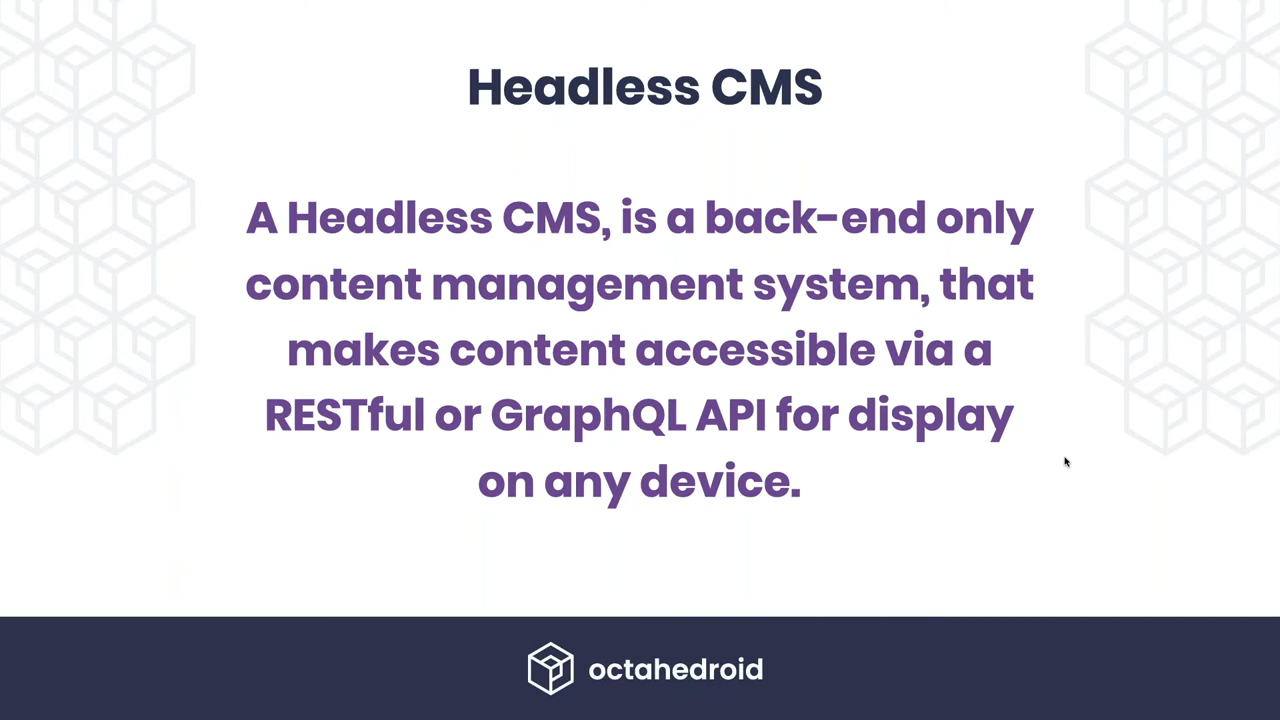 Headless CMS
A Headless CMS, is a back-end only
content management system, that
makes content accessible via a
RESTful or GraphQL API for display
on any device.
octahedroid